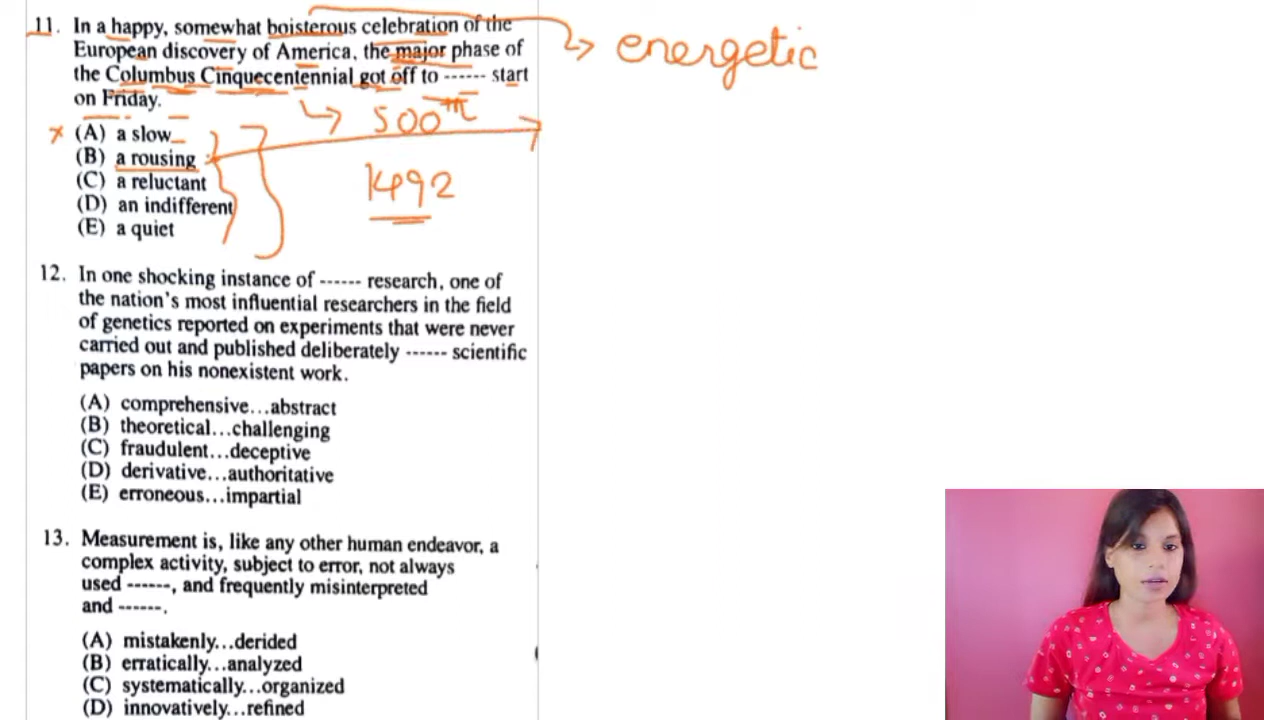 11. In a happy, somewhat boisterous celebration of the
European discovery of America, the major phase of
the Columbus Cinquecentennial got off to ------ start
on Friday.
(A) a slow
(B) a rousing
(C) a reluctant
(D) an indifferent
(E) a quiet
energetic
500th
1492
12. In one shocking instance of ------ research, one of
the nation's most influential researchers in the field
of genetics reported on experiments that were never
carried out and published deliberately ------ scientific
papers on his nonexistent work.
(A) comprehensive...abstract
(B) theoretical...challenging
(C) fraudulent...deceptive
(D) derivative...authoritative
(E) erroneous...impartial
13. Measurement is, like any other human endeavor, a
complex activity, subject to error, not always
used ------, and frequently misinterpreted
and ------.
(A) mistakenly...derided
(B) erratically...analyzed
(C) systematically...organized
(D) innovatively...refined